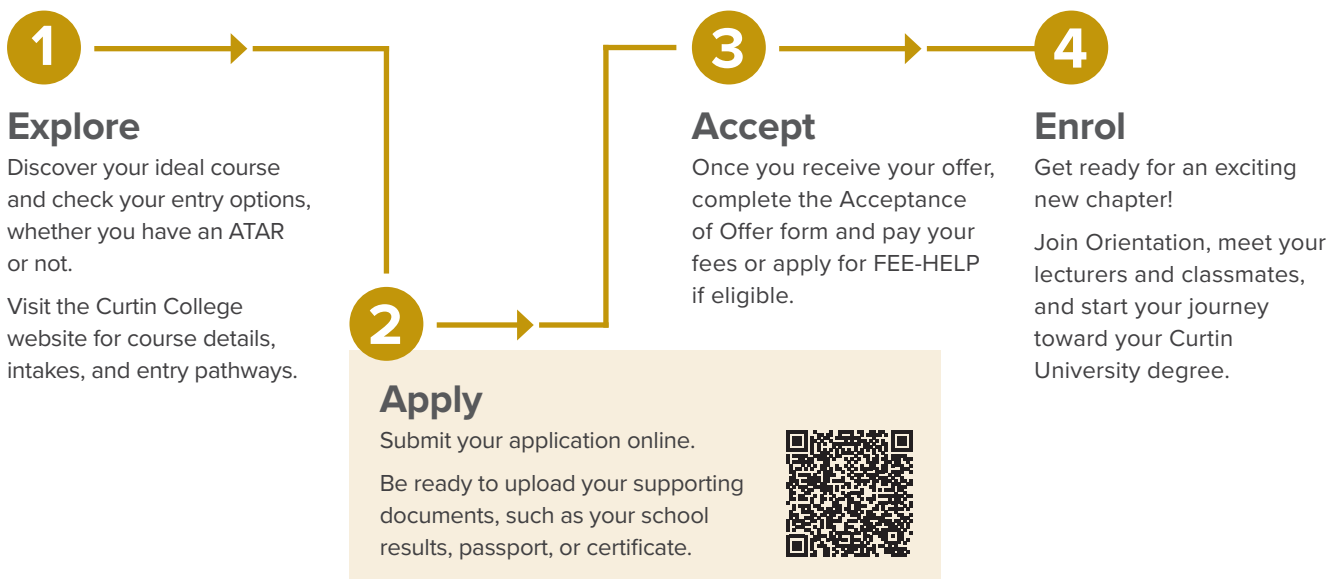 1
Explore
Discover your ideal course
and check your entry options,
whether you have an ATAR
or not.
Visit the Curtin College
website for course details,
intakes, and entry pathways.
2
Apply
Submit your application online.
Be ready to upload your supporting
documents, such as your school
results, passport, or certificate.
3
Accept
Once you receive your offer,
complete the Acceptance
of Offer form and pay your
fees or apply for FEE-HELP
if eligible.
4
Enrol
Get ready for an exciting
new chapter!
Join Orientation, meet your
lecturers and classmates,
and start your journey
toward your Curtin
University degree.